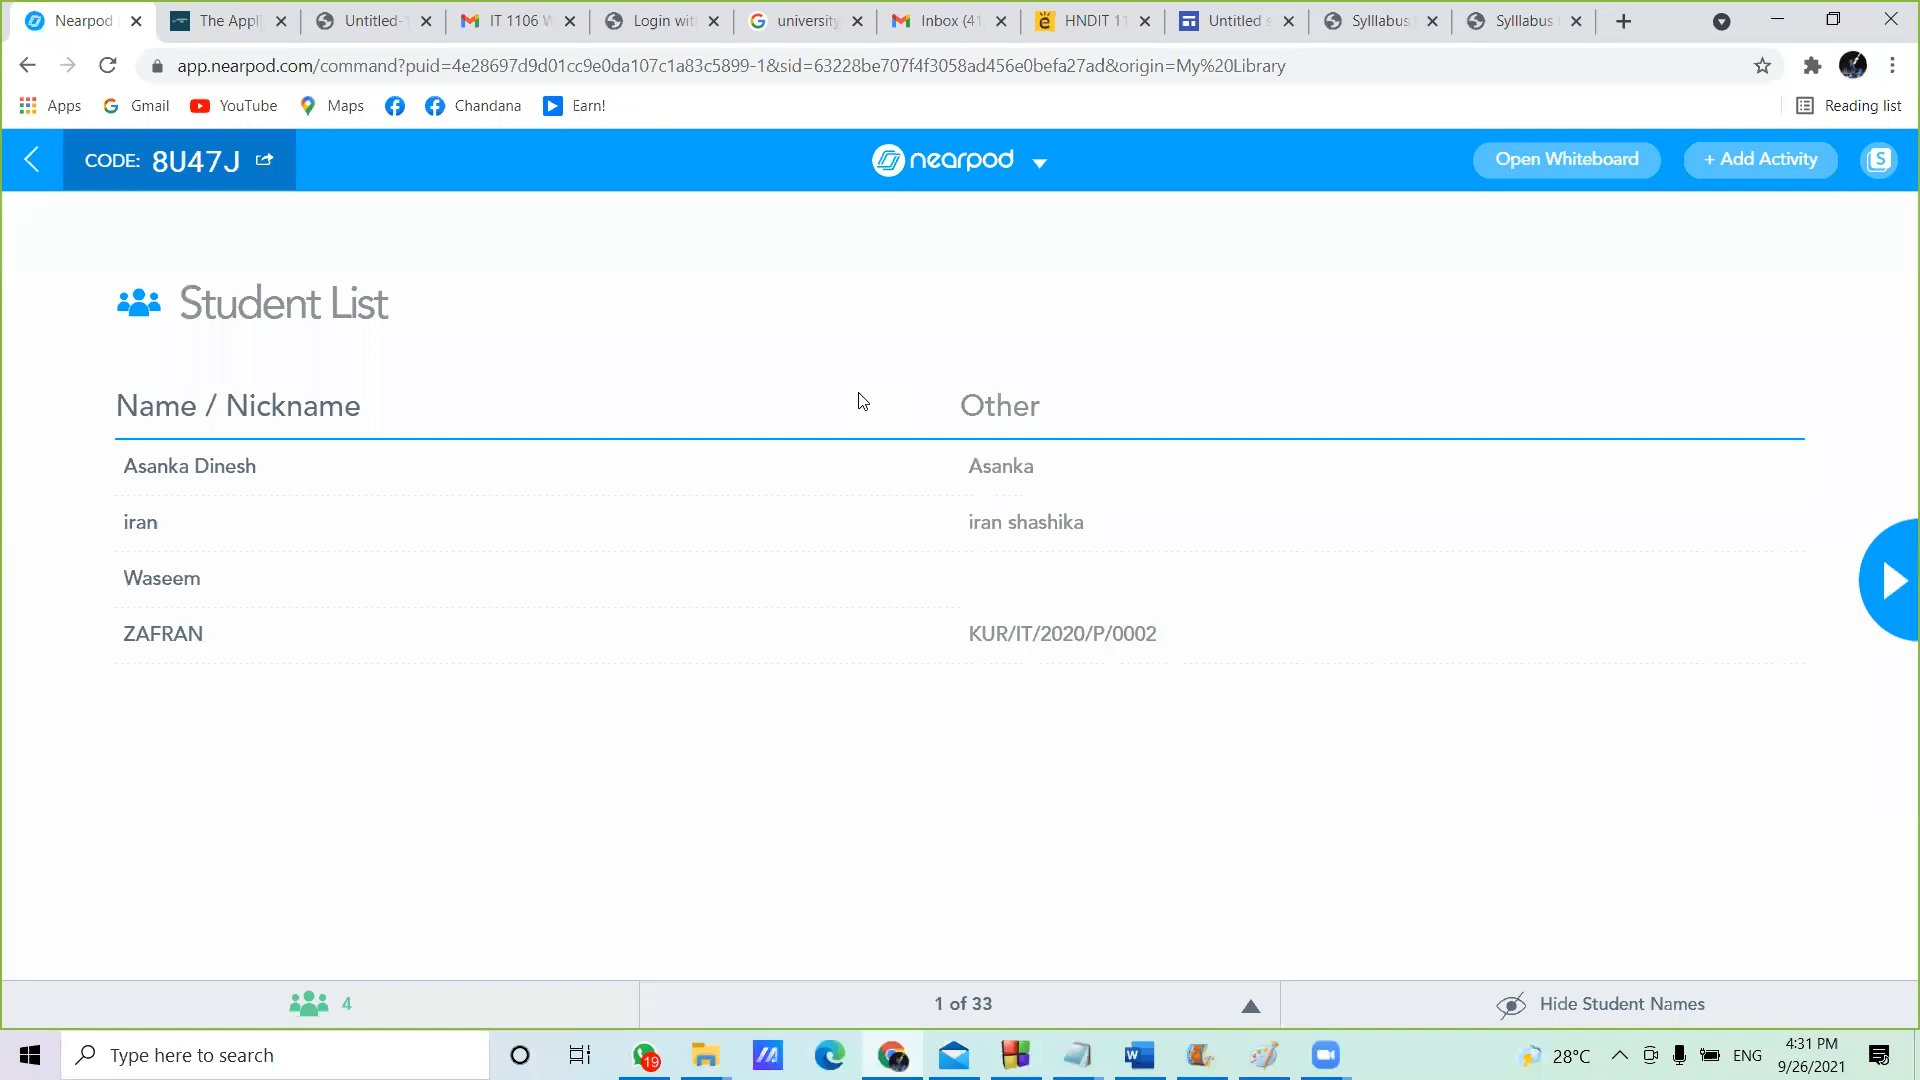 Nearpod
The Appl
Untitled-
IT 1106 W
Login wit
university
Inbox (41
HNDIT 11
Untitled s
Sylllabus
Sylllabus
app.nearpod.com/command?puid=4e28697d9d01cc9e0da107c1a83c5899-1&sid=63228be707f4f3058ad456e0befa27ad&origin=My%20Library
Apps Gmail YouTube Maps Chandana Earn! Reading list
CODE: 8U47J nearpod Open Whiteboard + Add Activity S
Student List
Name / Nickname Other
Asanka Dinesh Asanka
iran iran shashika
Waseem
ZAFRAN KUR/IT/2020/P/0002
4 1 of 33 Hide Student Names
Type here to search 19 28°C ENG 4:31 PM
9/26/2021